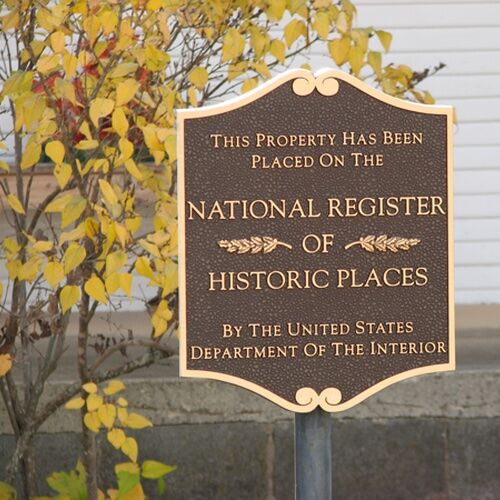 This Property Has Been
Placed On The
NATIONAL REGISTER
OF
HISTORIC PLACES
By The United States
Department Of The Interior